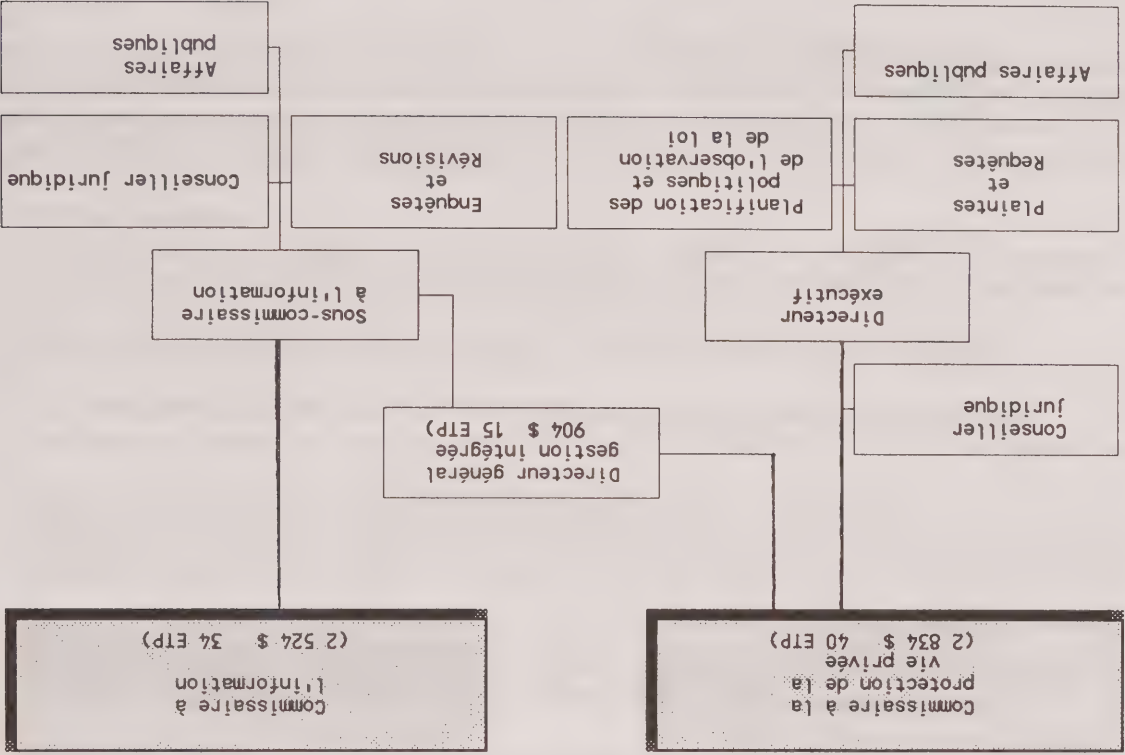 Commissaire à la
protection de la
vie privée
(2 834 $ 40 ETP)
Commissaire à
l'information
(2 524 $ 34 ETP)
Directeur général
gestion intégrée
904 $ 15 ETP)
Conseiller
juridique
Directeur
exécutif
Sous-commissaire
à l'information
Plaintes
et
Requêtes
Planification des
politiques et
de l'observation
de la loi
Enquêtes
et
Révisions
Conseiller juridique
Affaires publiques
Affaires
publiques